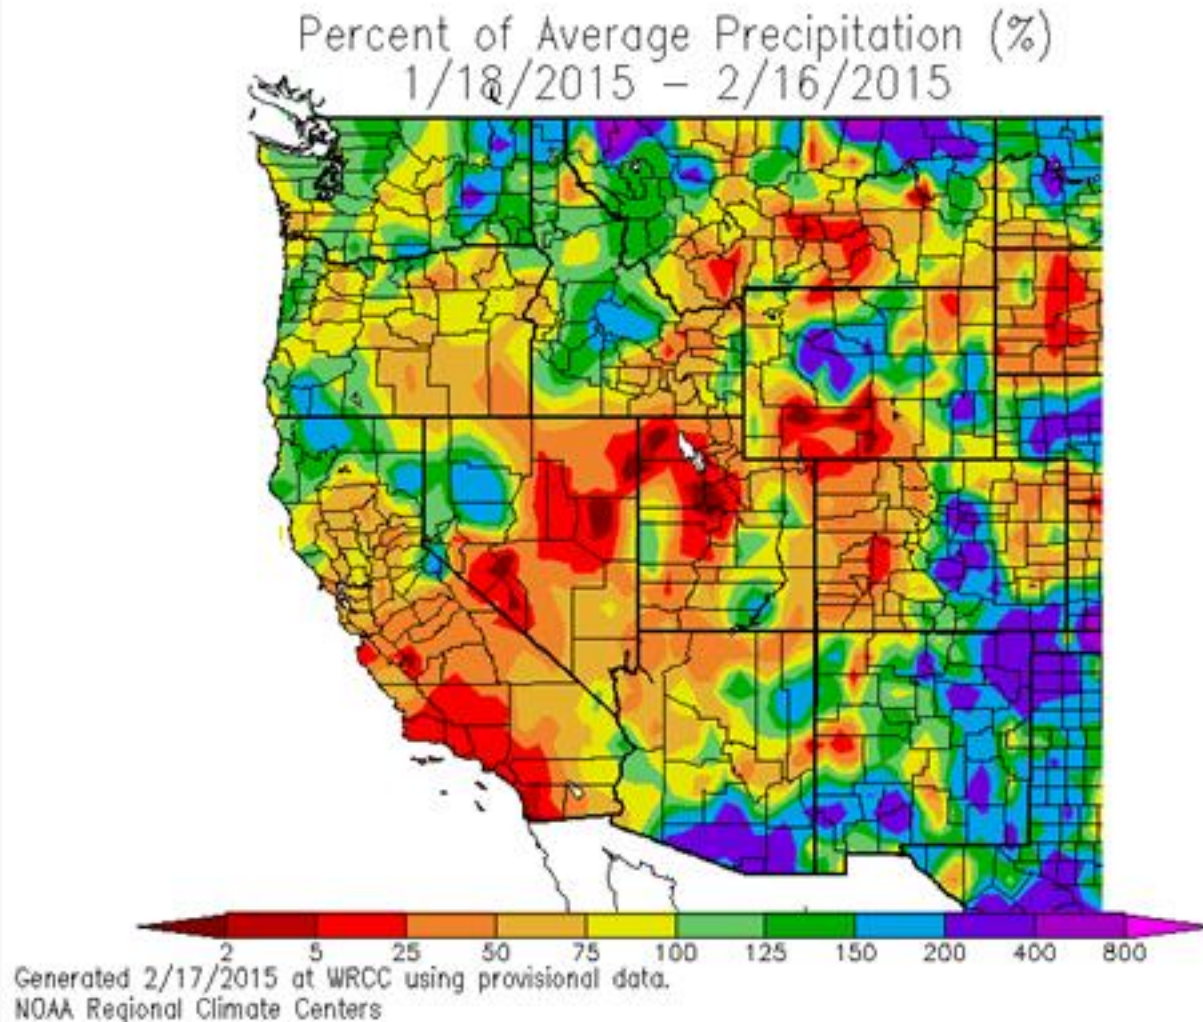 Percent of Average Precipitation (%)
1/18/2015 – 2/16/2015
2 5 25 50 75 100 125 150 200 400 800
Generated 2/17/2015 at WRCC using provisional data.
NOAA Regional Climate Centers